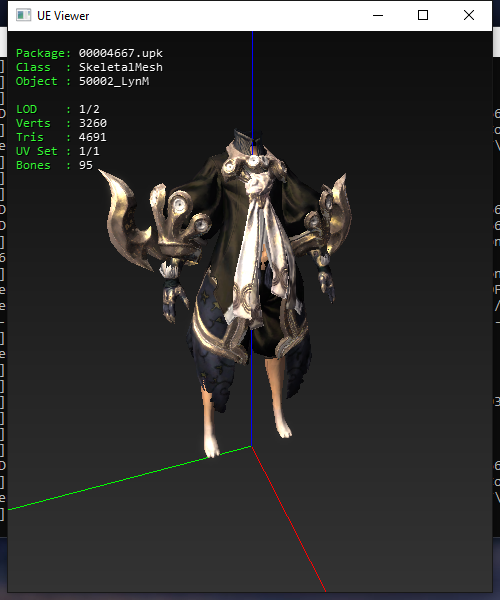 UE Viewer
Package: 00004667.upk
Class  : SkeletalMesh
Object : 50002_LynM
LOD    : 1/2
Verts  : 3260
Tris   : 4691
UV Set : 1/1
Bones  : 95